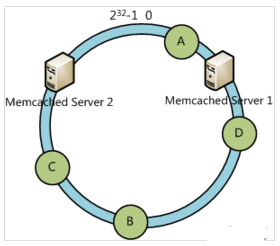 2³²-1 0
A
Memcached Server 2
Memcached Server 1
D
C
B